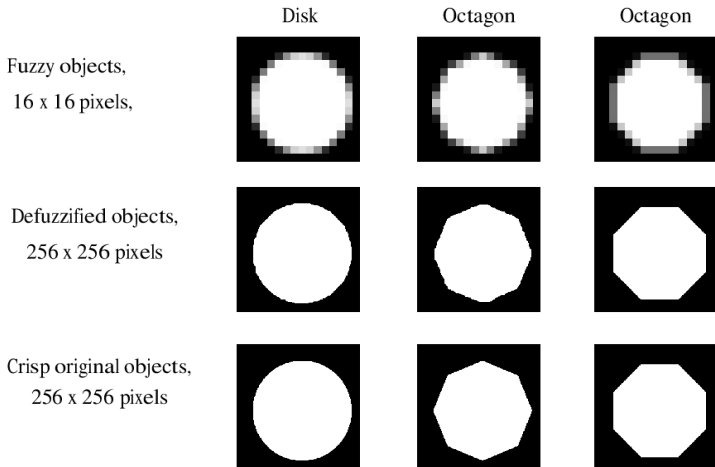 Disk Octagon Octagon
Fuzzy objects,
16 x 16 pixels,
Defuzzified objects,
256 x 256 pixels
Crisp original objects,
256 x 256 pixels